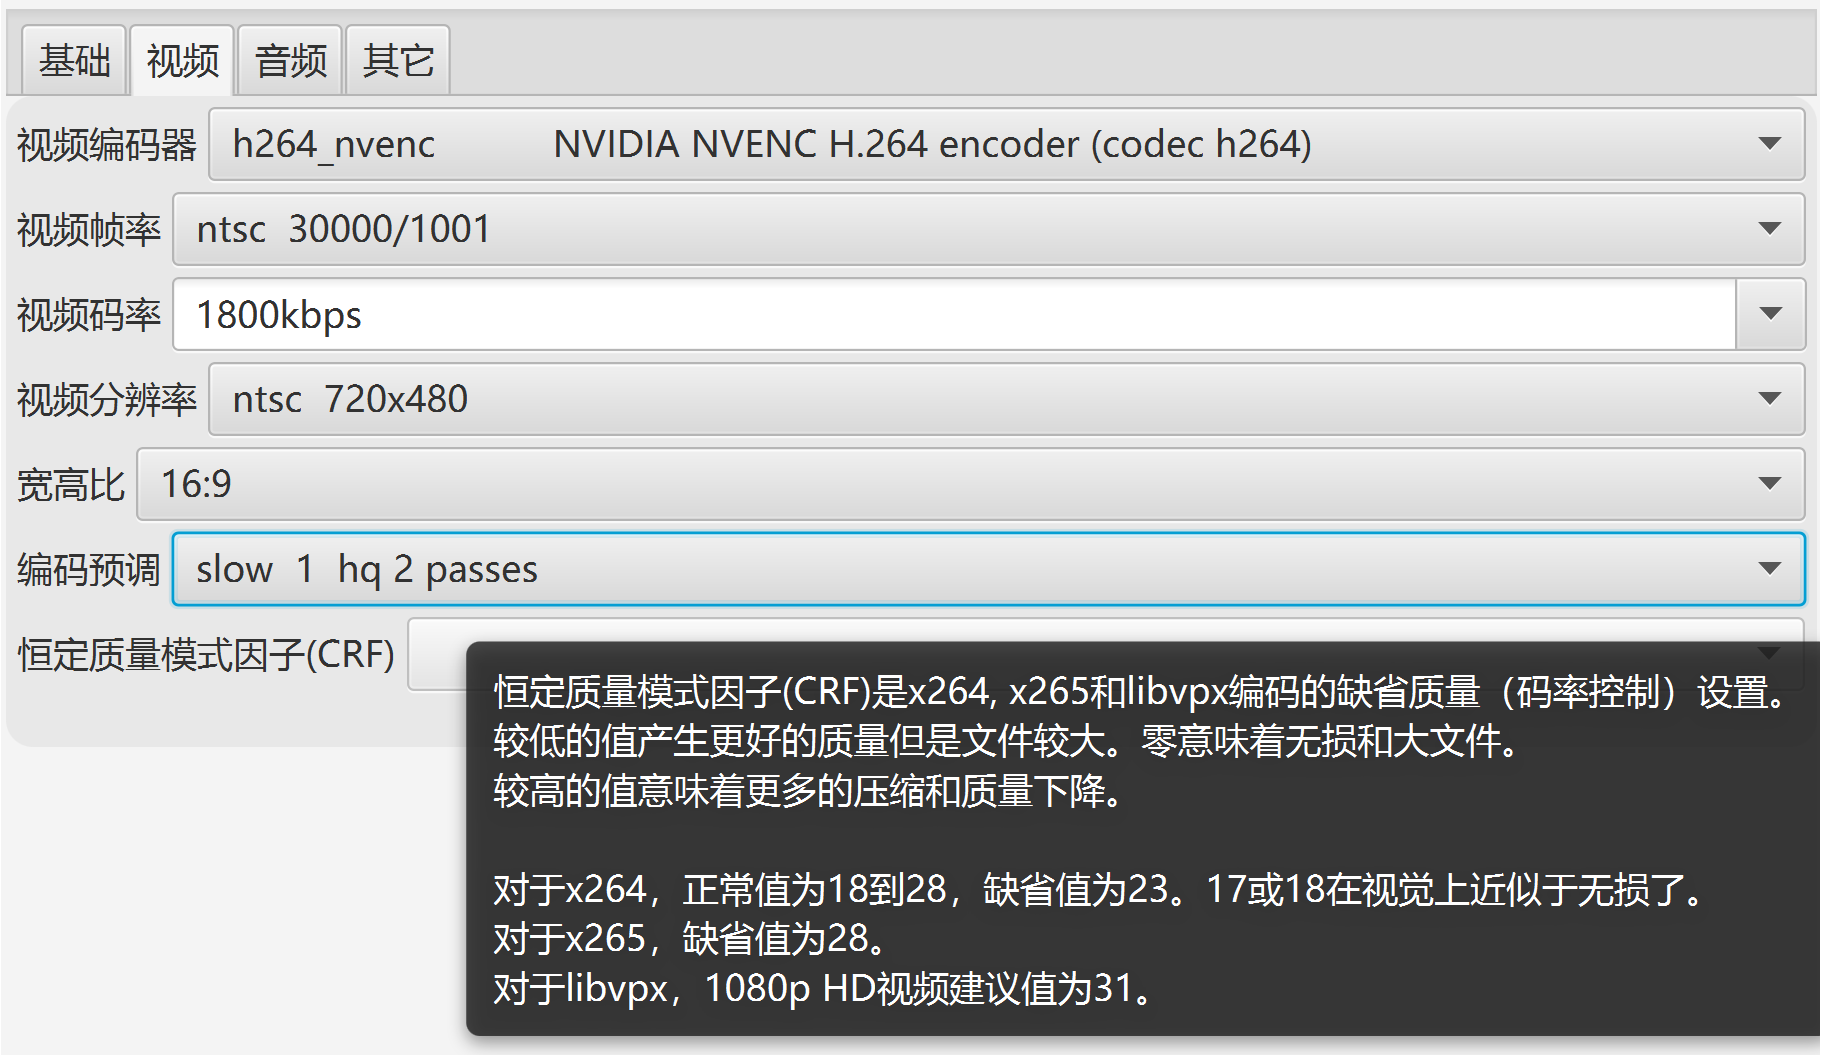 基础 视频 音频 其它
视频编码器 h264_nvenc NVIDIA NVENC H.264 encoder (codec h264)
视频帧率 ntsc 30000/1001
视频码率 1800kbps
视频分辨率 ntsc 720x480
宽高比 16:9
编码预调 slow 1 hq 2 passes
恒定质量模式因子(CRF)
恒定质量模式因子(CRF)是x264, x265和libvpx编码的缺省质量（码率控制）设置。
较低的值产生更好的质量但是文件较大。零意味着无损和大文件。
较高的值意味着更多的压缩和质量下降。
对于x264，正常值为18到28，缺省值为23。17或18在视觉上近似于无损了。
对于x265，缺省值为28。
对于libvpx，1080p HD视频建议值为31。